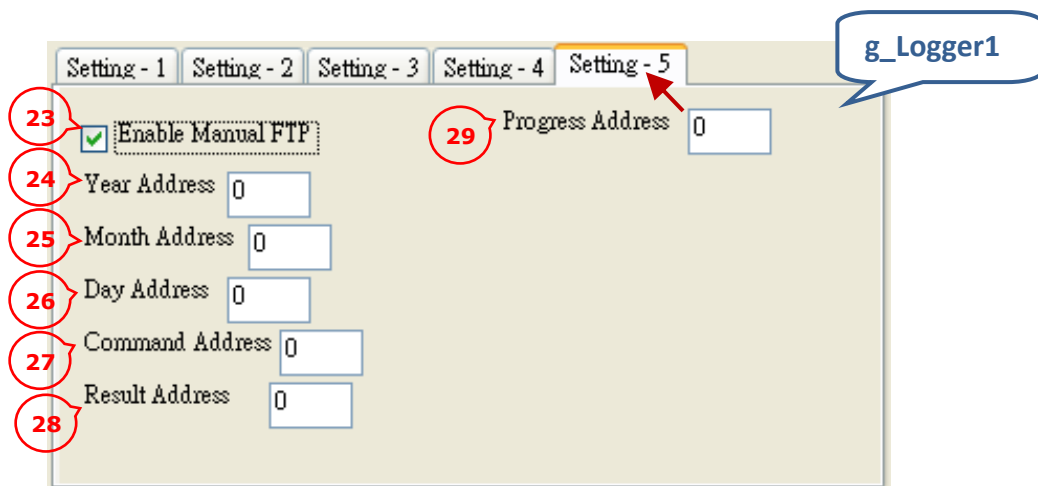 g_Logger1
Setting - 1 Setting - 2 Setting - 3 Setting - 4 Setting - 5
23 Enable Manual FTP
29 Progress Address 0
24 Year Address 0
25 Month Address 0
26 Day Address 0
27 Command Address 0
28 Result Address 0